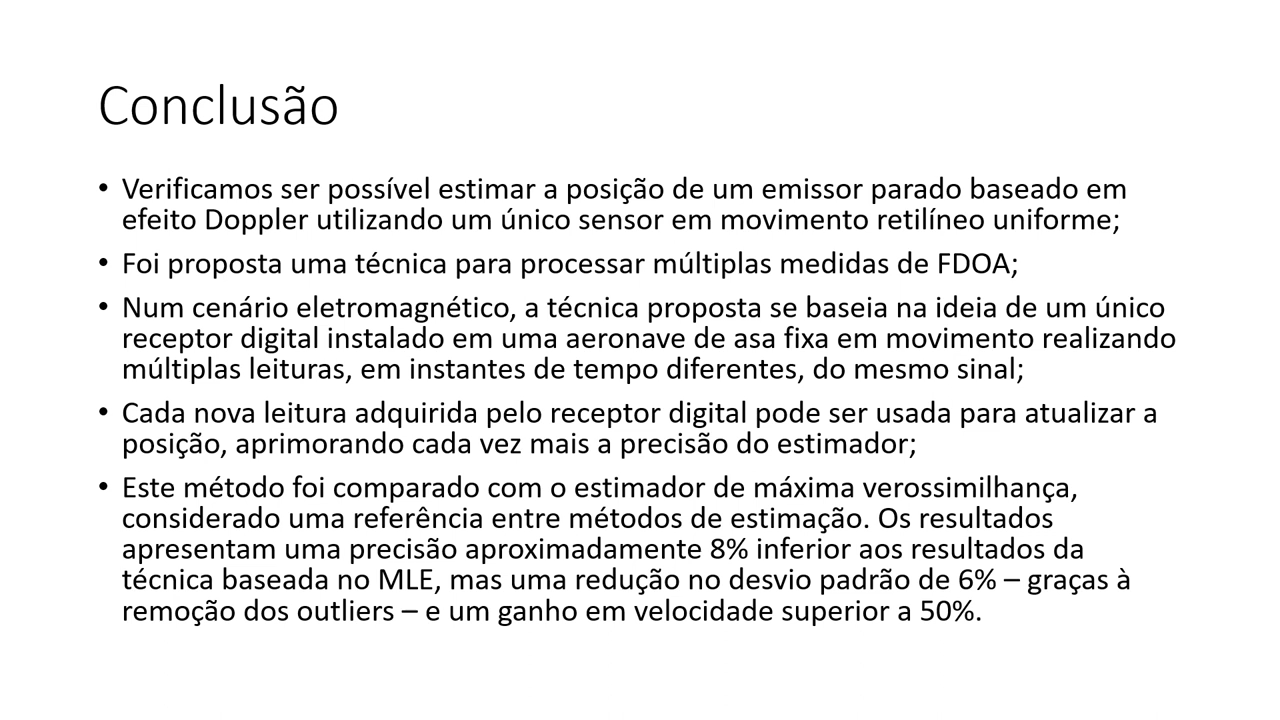 Conclusão
• Verificamos ser possível estimar a posição de um emissor parado baseado em
efeito Doppler utilizando um único sensor em movimento retilíneo uniforme;
• Foi proposta uma técnica para processar múltiplas medidas de FDOA;
• Num cenário eletromagnético, a técnica proposta se baseia na ideia de um único
receptor digital instalado em uma aeronave de asa fixa em movimento realizando
múltiplas leituras, em instantes de tempo diferentes, do mesmo sinal;
• Cada nova leitura adquirida pelo receptor digital pode ser usada para atualizar a
posição, aprimorando cada vez mais a precisão do estimador;
• Este método foi comparado com o estimador de máxima verossimilhança,
considerado uma referência entre métodos de estimação. Os resultados
apresentam uma precisão aproximadamente 8% inferior aos resultados da
técnica baseada no MLE, mas uma redução no desvio padrão de 6% – graças à
remoção dos outliers – e um ganho em velocidade superior a 50%.